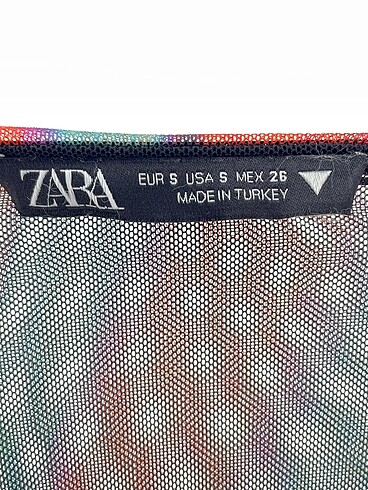 ZARA
EUR S USA S MEX 26
MADE IN TURKEY